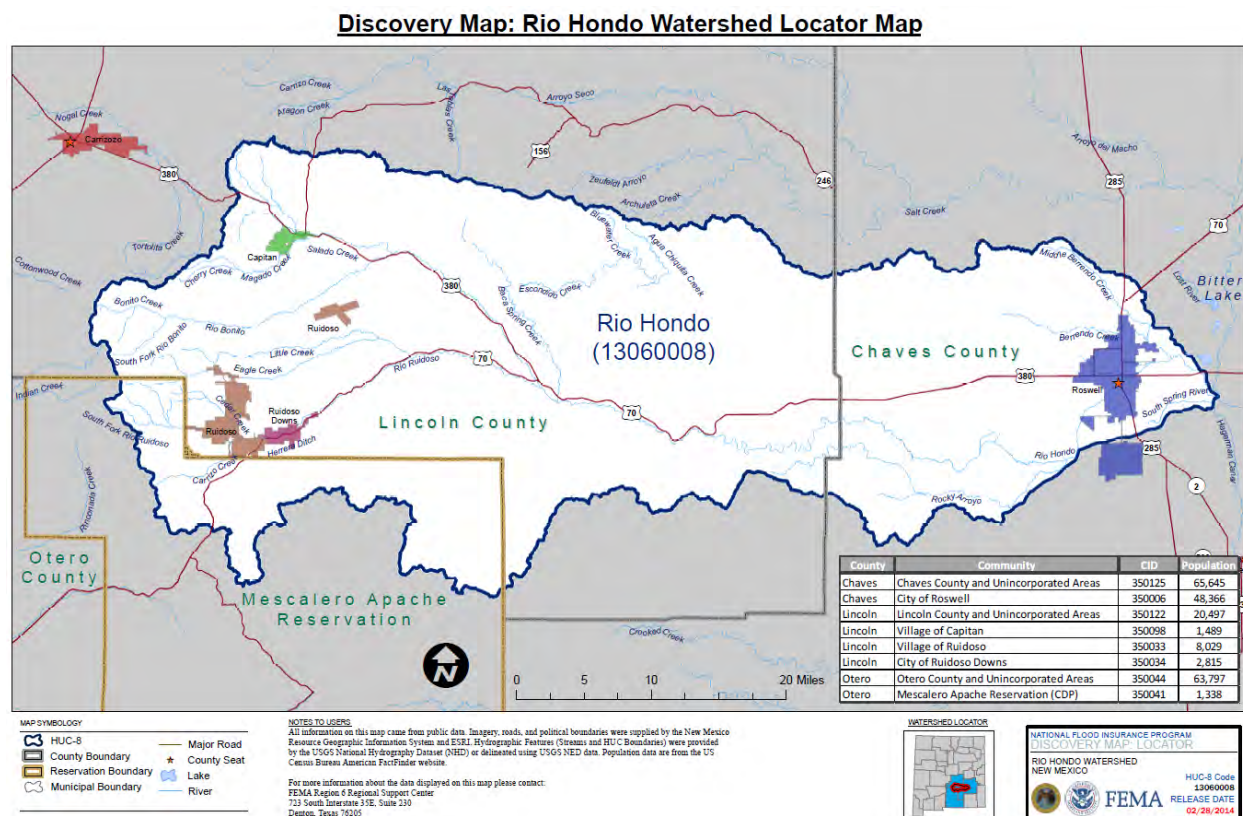 Discovery Map: Rio Hondo Watershed Locator Map
Carrizo Creek
Atagon Creek
Las Tablas Creek
Arroyo Seco
Nogal Creek
Carrizozo
380
156
246
Arroyo del Macho
285
Zeufeldt Arroyo
Archuleta Creek
Salt Creek
70
Tortolita Creek
Capitan
Salado Creek
Magado Creek
Cherry Creek
Cottonwood Creek
Bluewater Creek
Agua Chiquita Creek
Middle Berrendo Creek
Lost River
Bitter
Lake
Bonito Creek
380
Escondido Creek
Baca Spring Creek
Rio Bonito
Ruidoso
South Fork Rio Bonito
Rio Hondo
(13060008)
Chaves County
Berrendo Creek
Little Creek
Eagle Creek
70
Rio Ruidoso
380
Roswell
Indian Creek
Cedar Creek
Ruidoso
Downs
Ruidoso
Herrera Ditch
Lincoln County
70
South Spring River
South Fork Rio Ruidoso
Carrizo Creek
Rio Hondo
285
Hagerman Canal
Rinconada Creek
Rocky Arroyo
2
Otero
County
Mescalero Apache
Reservation
Crooked Creek
N
0 5 10 20 Miles
County Community CID Population
Chaves Chaves County and Unincorporated Areas 350125 65,645
Chaves City of Roswell 350006 48,366
Lincoln Lincoln County and Unincorporated Areas 350122 20,497
Lincoln Village of Capitan 350098 1,489
Lincoln Village of Ruidoso 350033 8,029
Lincoln City of Ruidoso Downs 350034 2,815
Otero Otero County and Unincorporated Areas 350044 63,797
Otero Mescalero Apache Reservation (CDP) 350041 1,338
MAP SYMBOLOGY
HUC-8
County Boundary
Reservation Boundary
Municipal Boundary
Major Road
County Seat
Lake
River
NOTES TO USERS
All information on this map came from public data. Imagery, roads, and political boundaries were supplied by the New Mexico
Resource Geographic Information System and ESRI. Hydrographic Features (Streams and HUC Boundaries) were provided
by the USGS National Hydrography Dataset (NHD) or delineated using USGS NED data. Population data are from the US
Census Bureau American FactFinder website.
For more information about the data displayed on this map please contact:
FEMA Region 6 Regional Support Center
723 South Interstate 35E, Suite 230
Denton, Texas 76205
WATERSHED LOCATOR
NATIONAL FLOOD INSURANCE PROGRAM
DISCOVERY MAP: LOCATOR
RIO HONDO WATERSHED
NEW MEXICO
HUC-8 Code
13060008
FEMA
RELEASE DATE
02/28/2014